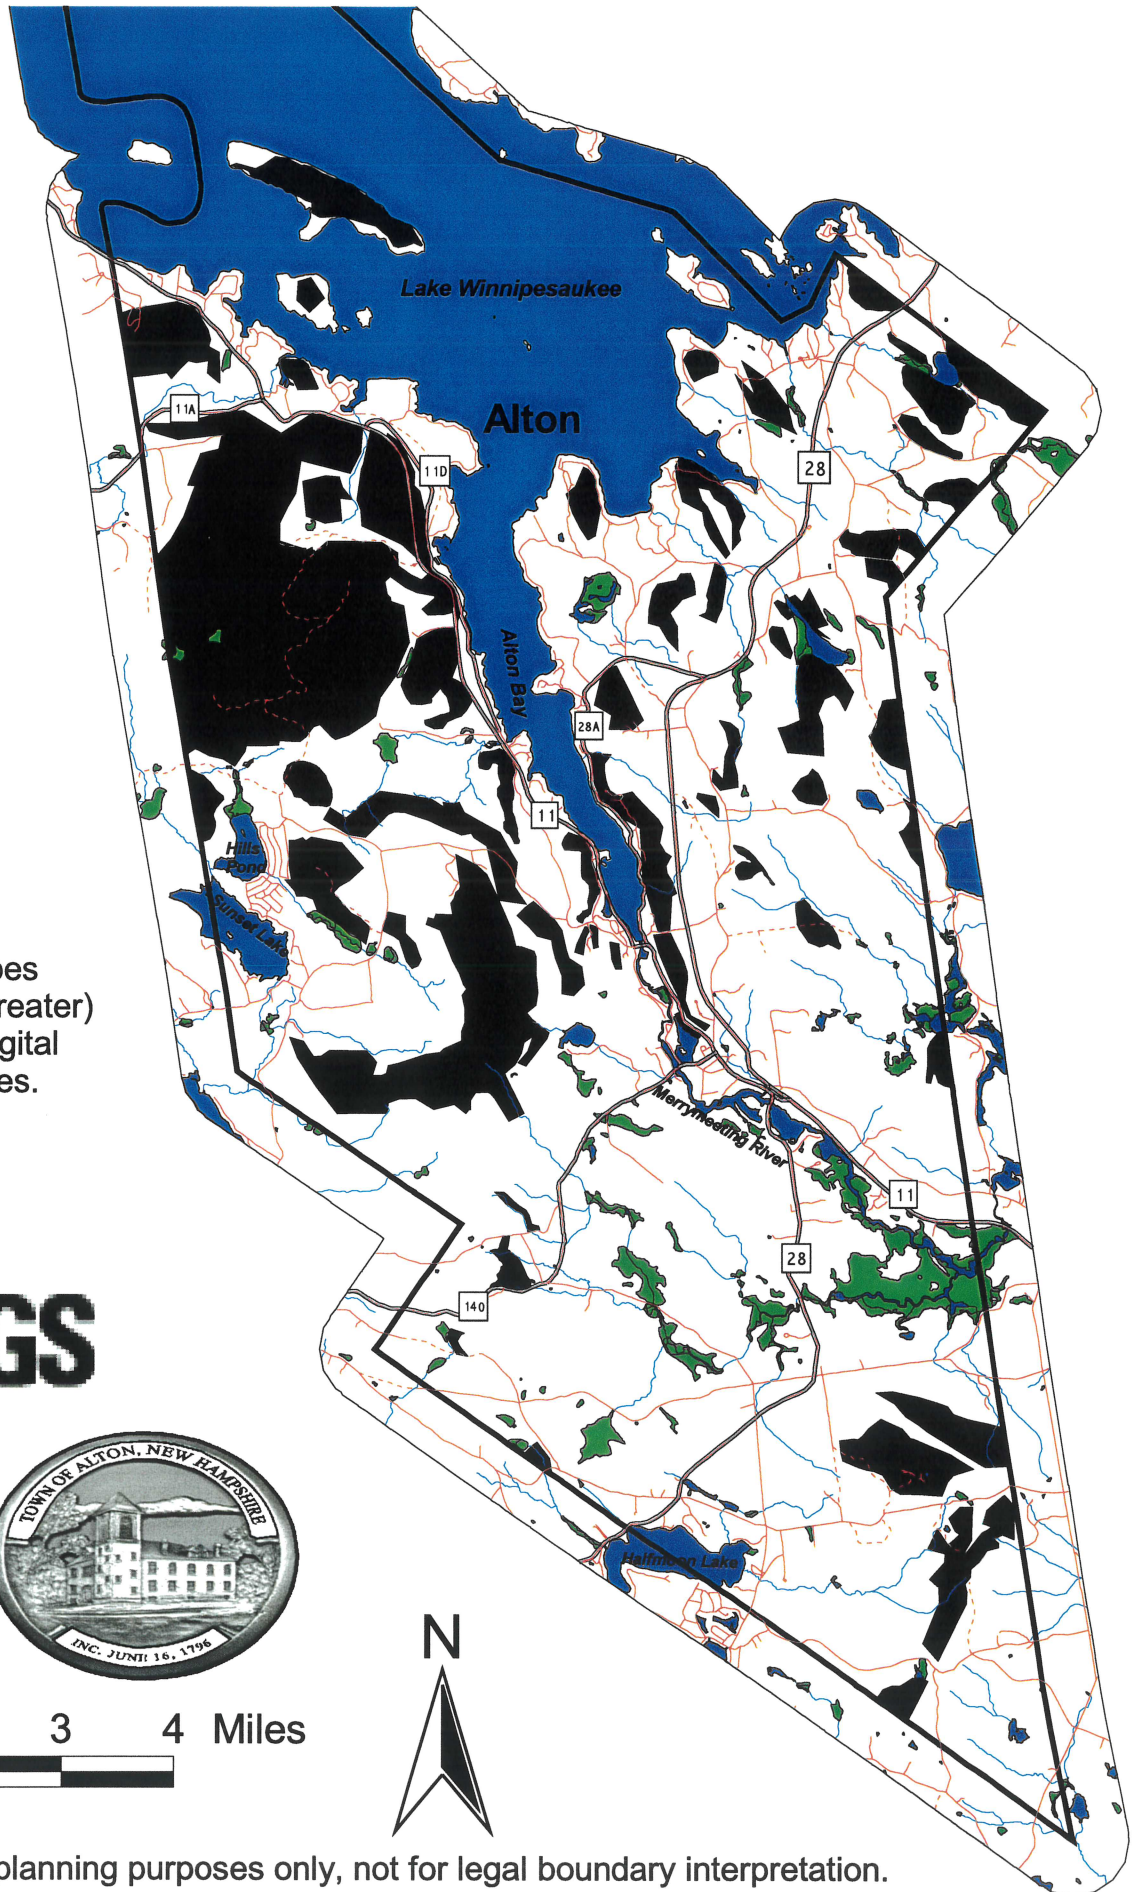 Lake Winnipesaukee
11A
Alton
11D
28
Alton Bay
28A
11
Hills
Pond
Sunset Lake
reater)
gital
es.
Merrymeeting River
11
28
140
GS
TOWN OF ALTON, NEW HAMPSHIRE
INC. JUNE 16, 1796
Halfmoon Lake
N
3 4 Miles
planning purposes only, not for legal boundary interpretation.